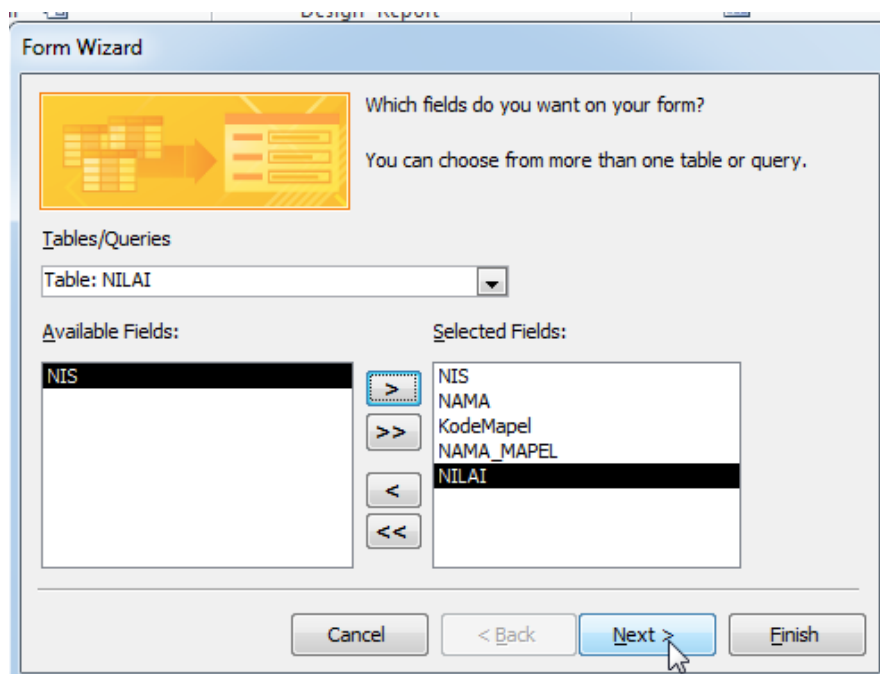 Design Report
Form Wizard
Which fields do you want on your form?
You can choose from more than one table or query.
Tables/Queries
Table: NILAI
Available Fields:
Selected Fields:
NIS
>
>>
<
<<
NIS
NAMA
KodeMapel
NAMA_MAPEL
NILAI
Cancel
< Back
Next >
Finish